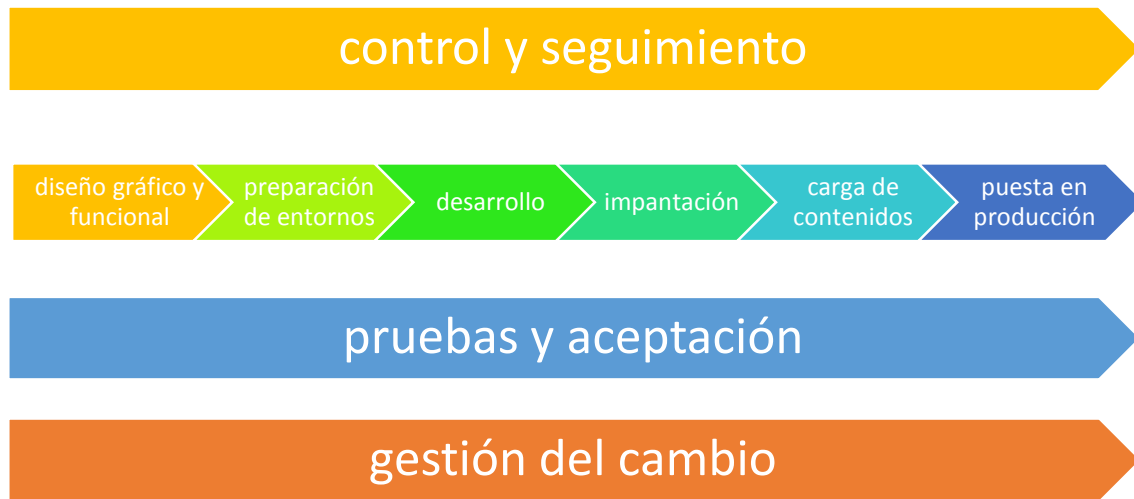 control y seguimiento
diseño gráfico y
funcional
preparación
de entornos
desarrollo
impantación
carga de
contenidos
puesta en
producción
pruebas y aceptación
gestión del cambio